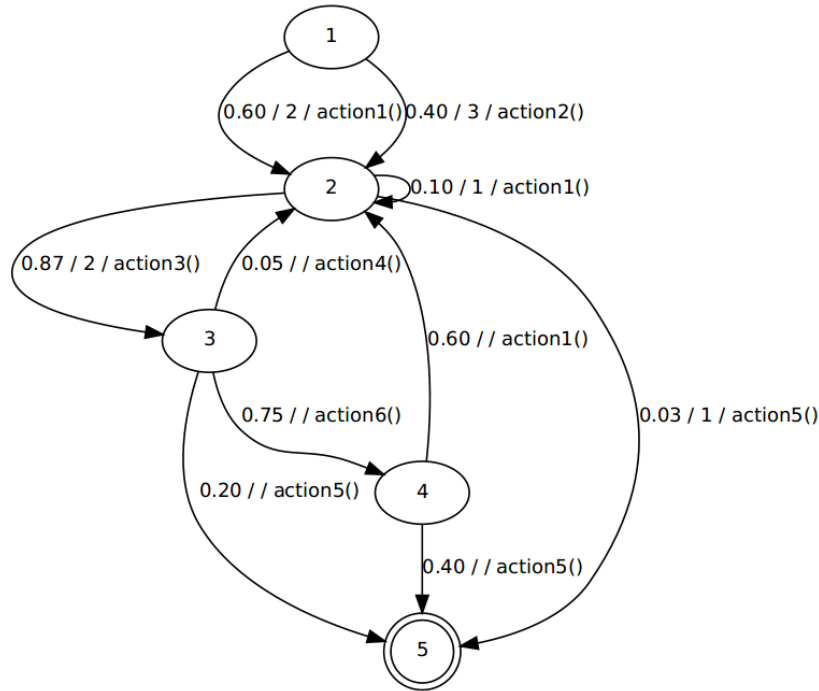 1
0.60 / 2 / action1()
0.40 / 3 / action2()
2
0.10 / 1 / action1()
0.87 / 2 / action3()
0.05 / / action4()
3
0.60 / / action1()
0.75 / / action6()
0.03 / 1 / action5()
0.20 / / action5()
4
0.40 / / action5()
5